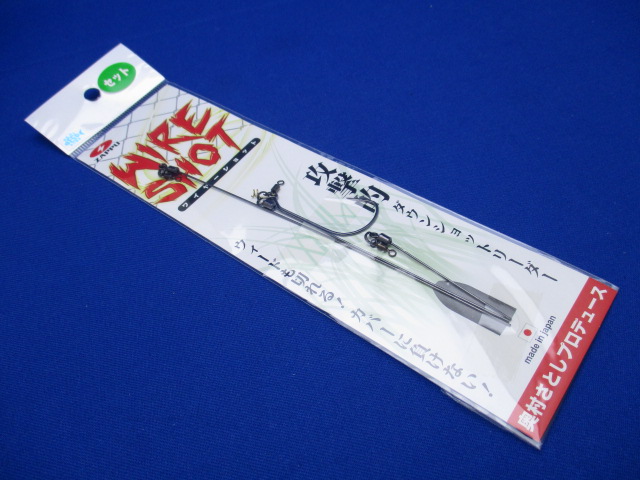 セット
ZAPPU
WIRE
SHOT
ワイヤーショット
攻撃的
ダウンショットリーダー
ウィードも切れる!カバーに負けない!
made in japan
奥村さとしプロデュース